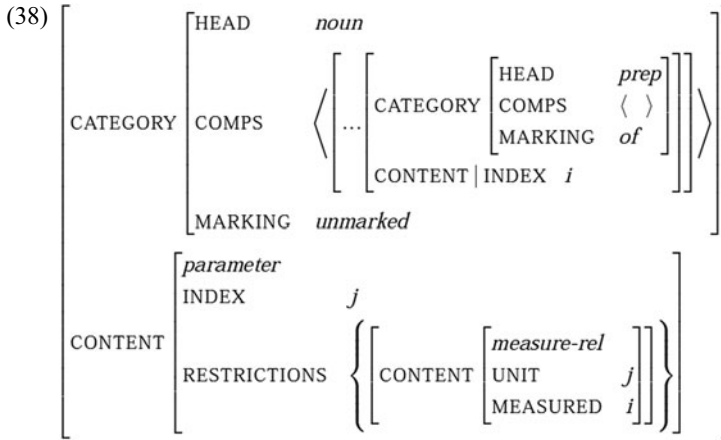 (38)
HEAD noun
HEAD prep
CATEGORY COMPS ⟨ ... CATEGORY COMPS ⟨ ⟩ ⟩
MARKING of
CONTENT | INDEX i
MARKING unmarked
parameter
INDEX j
measure-rel
CONTENT RESTRICTIONS { CONTENT UNIT j }
MEASURED i